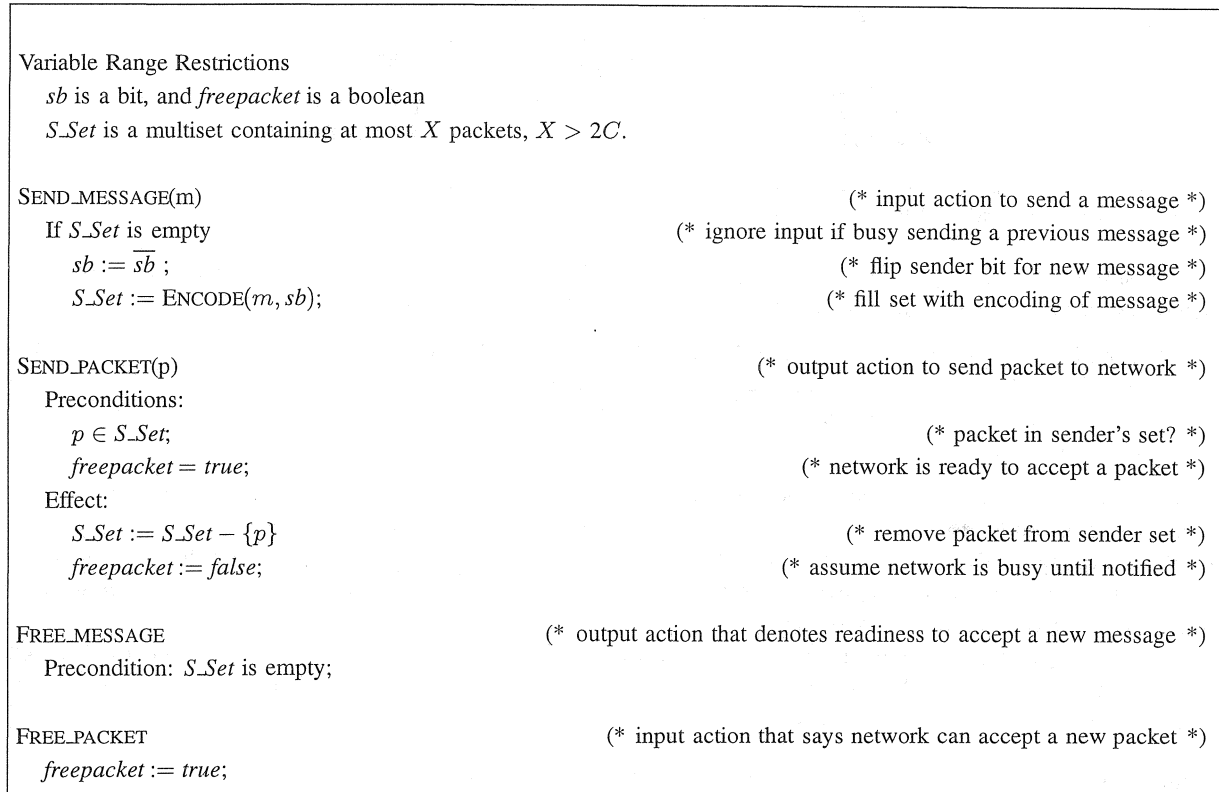 Variable Range Restrictions
sb is a bit, and freepacket is a boolean
S_Set is a multiset containing at most X packets, X > 2C.
SEND_MESSAGE(m) (* input action to send a message *)
If S_Set is empty (* ignore input if busy sending a previous message *)
sb := \overline{sb} ; (* flip sender bit for new message *)
S_Set := ENCODE(m, sb); (* fill set with encoding of message *)
SEND_PACKET(p) (* output action to send packet to network *)
Preconditions:
p ∈ S_Set; (* packet in sender's set? *)
freepacket = true; (* network is ready to accept a packet *)
Effect:
S_Set := S_Set − {p} (* remove packet from sender set *)
freepacket := false; (* assume network is busy until notified *)
FREE_MESSAGE (* output action that denotes readiness to accept a new message *)
Precondition: S_Set is empty;
FREE_PACKET (* input action that says network can accept a new packet *)
freepacket := true;